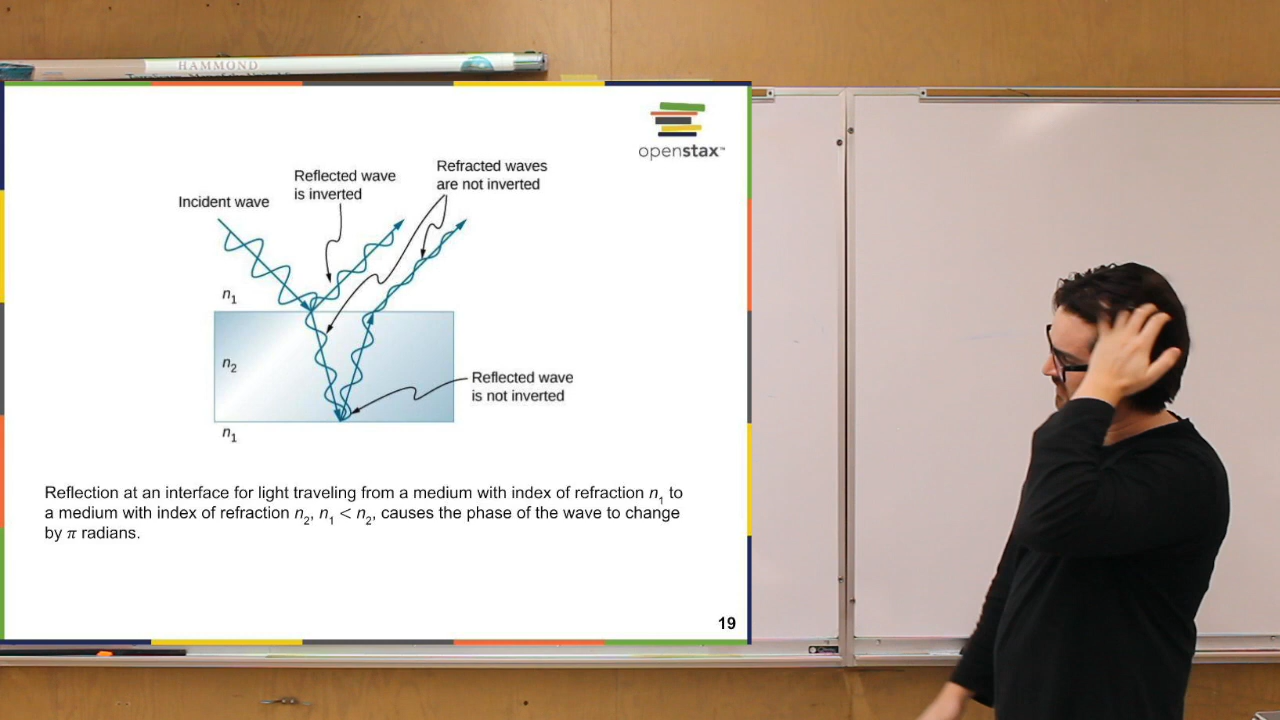 HAMMOND
openstax™
Refracted waves
are not inverted
Reflected wave
is inverted
Incident wave
n1
n2
Reflected wave
is not inverted
n1
Reflection at an interface for light traveling from a medium with index of refraction n1 to
a medium with index of refraction n2, n1 < n2, causes the phase of the wave to change
by π radians.
19